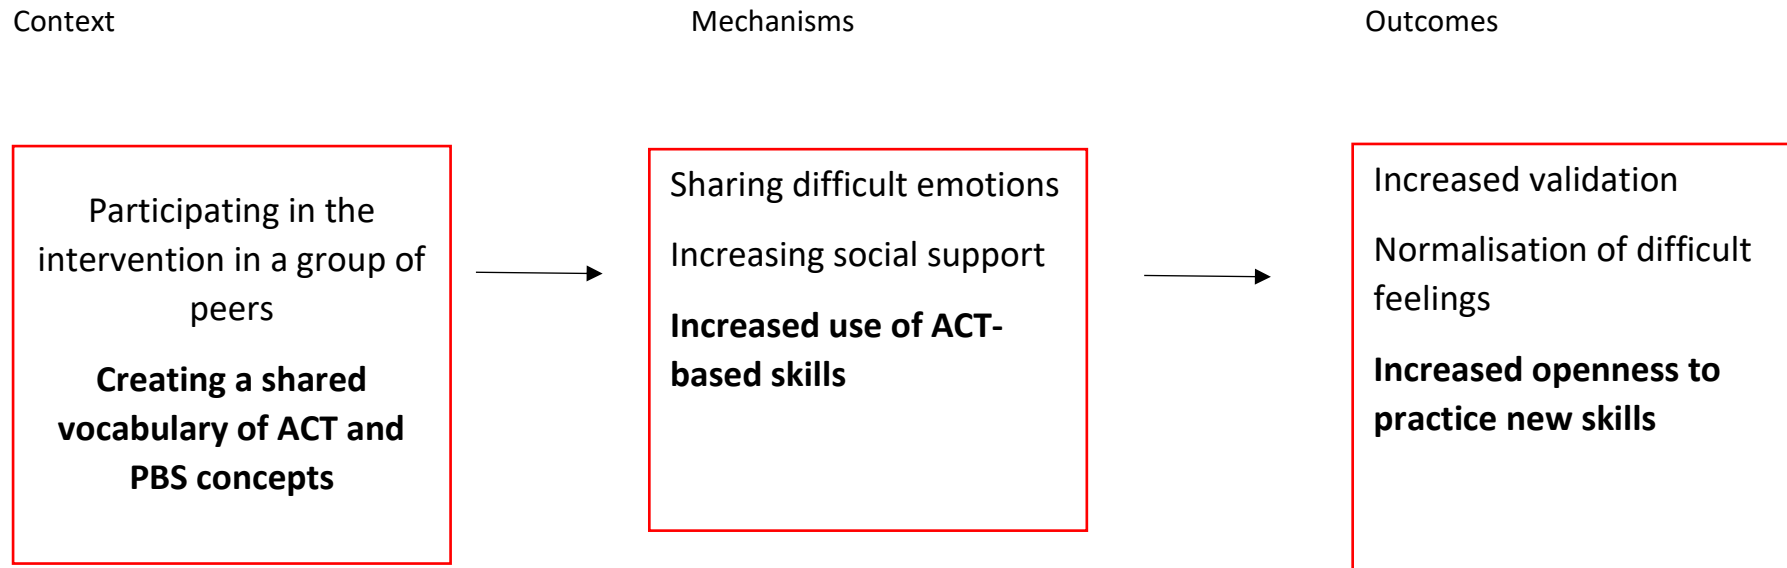 Context
Mechanisms
Outcomes
Participating in the
intervention in a group of
peers
Creating a shared
vocabulary of ACT and
PBS concepts
Sharing difficult emotions
Increasing social support
Increased use of ACT-
based skills
Increased validation
Normalisation of difficult
feelings
Increased openness to
practice new skills